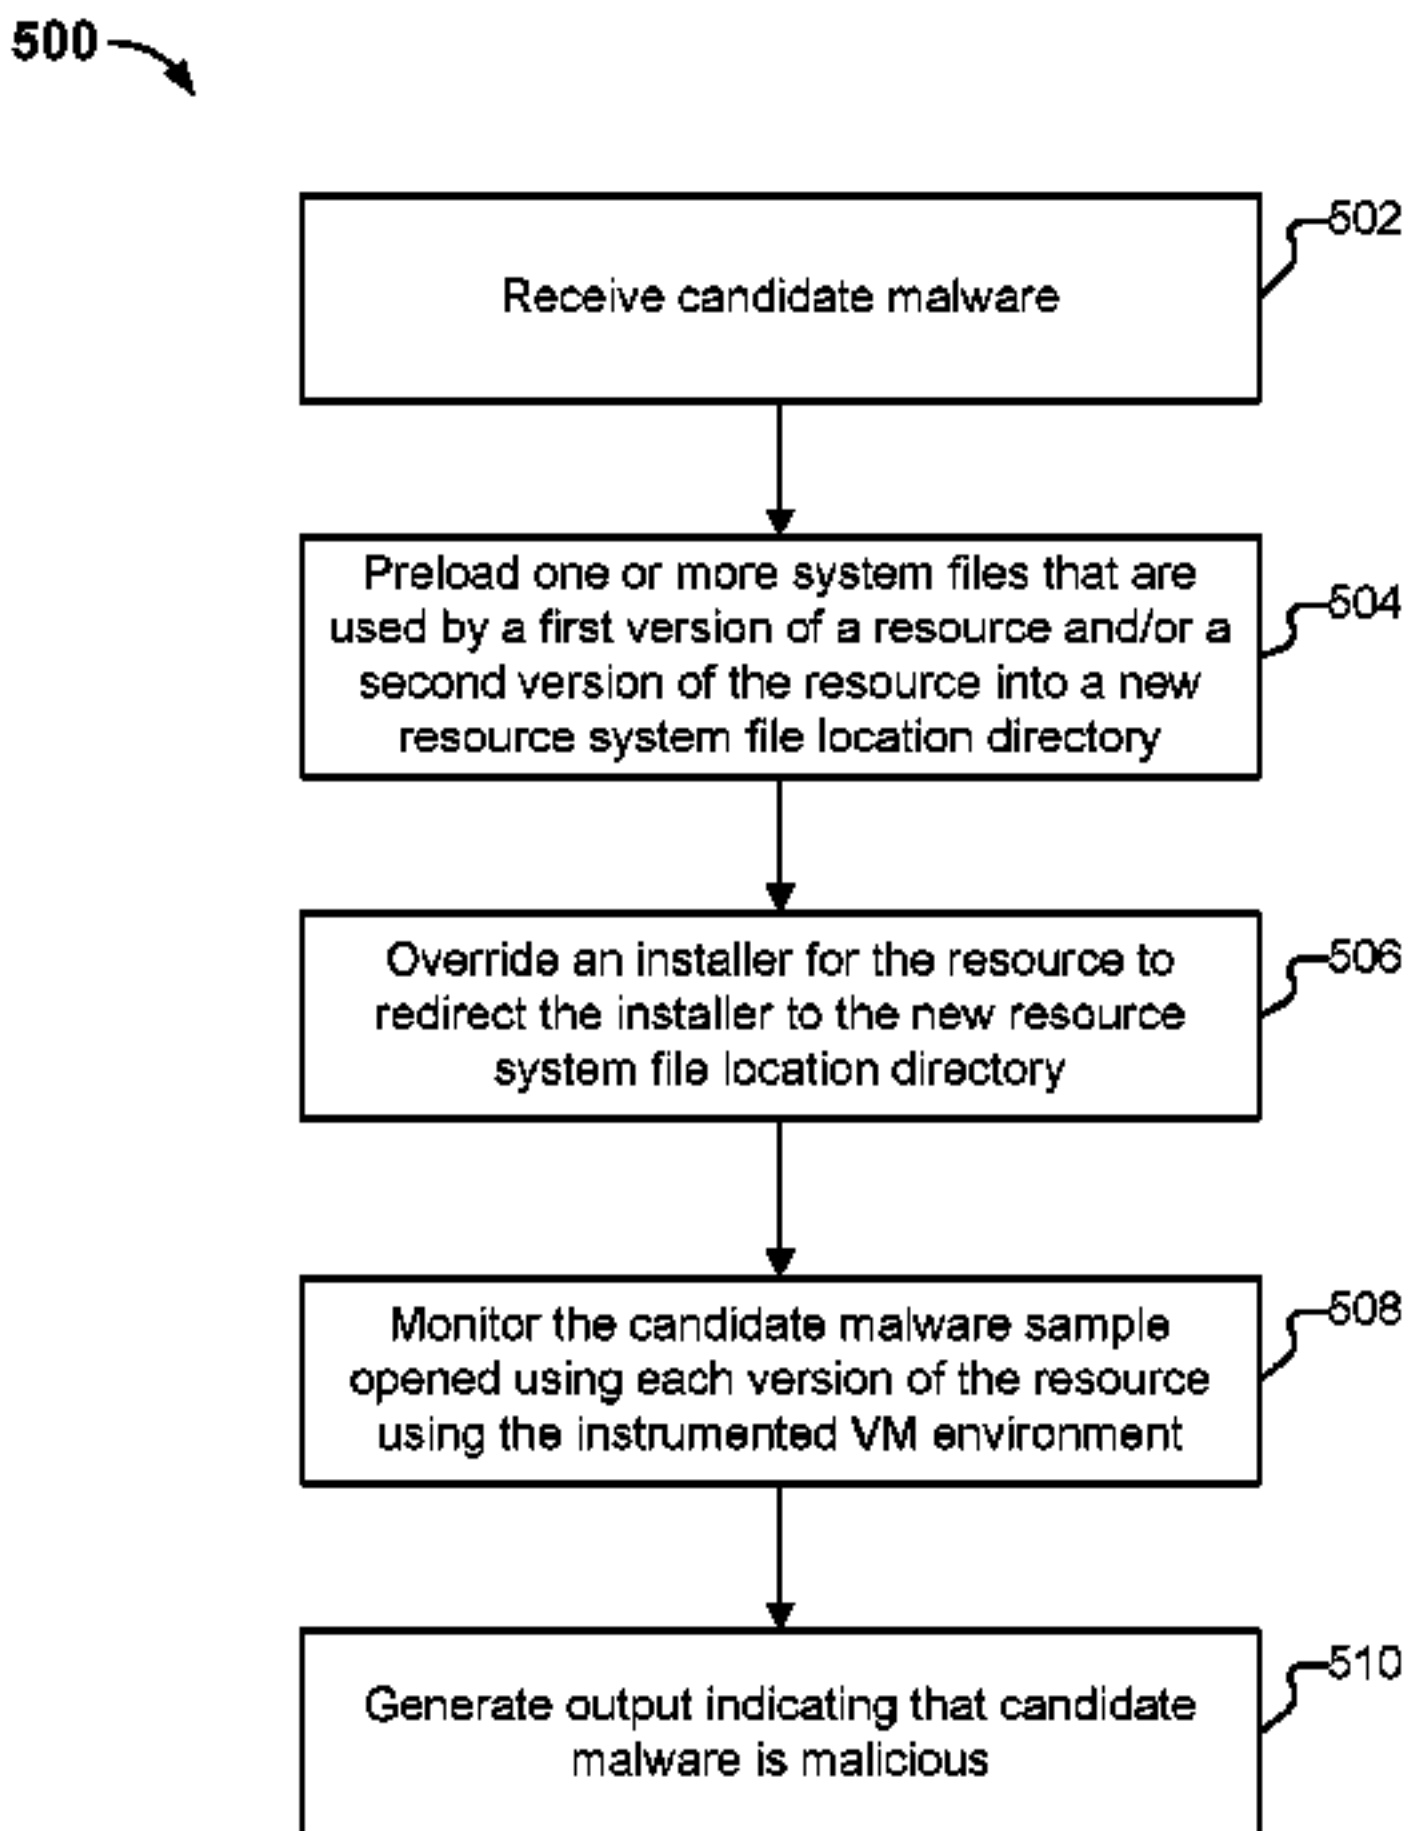 500
502
Receive candidate malware
Preload one or more system files that are
used by a first version of a resource and/or a
second version of the resource into a new
resource system file location directory
504
Override an installer for the resource to
redirect the installer to the new resource
system file location directory
506
Monitor the candidate malware sample
opened using each version of the resource
using the instrumented VM environment
508
Generate output indicating that candidate
malware is malicious
510